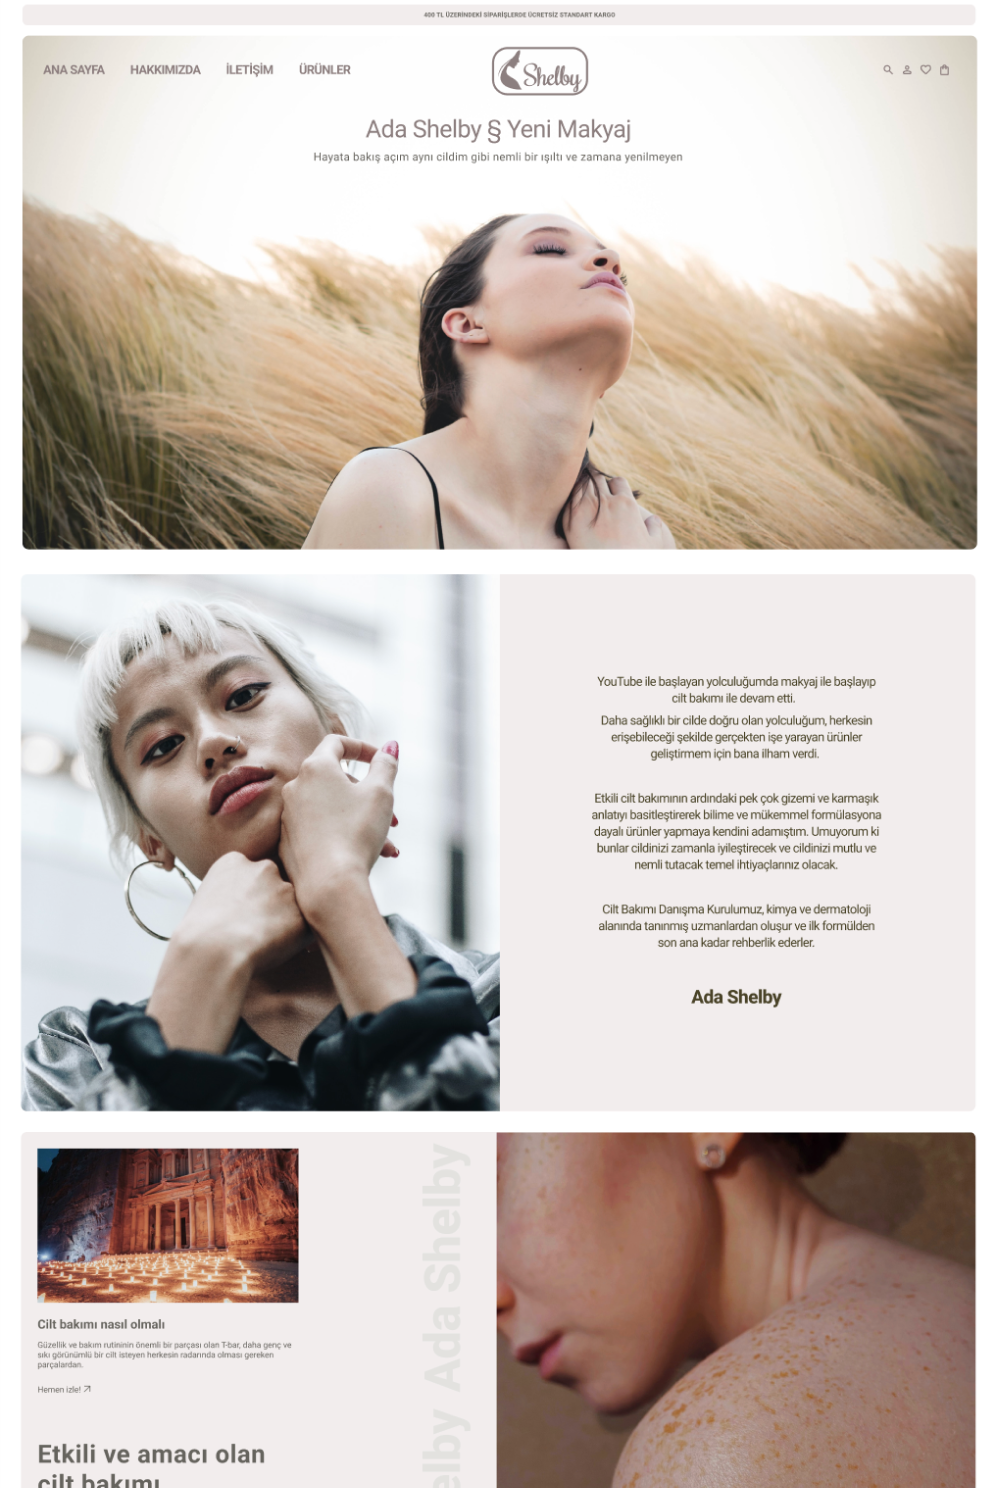 400 TL ÜZERİNDEKİ SİPARİŞLERDE ÜCRETSİZ STANDART KARGO
ANA SAYFA
HAKKIMIZDA
İLETİŞİM
ÜRÜNLER
Shelby
Ada Shelby § Yeni Makyaj
Hayata bakış açım aynı cildim gibi nemli bir ışıltı ve zamana yenilmeyen
YouTube ile başlayan yolculuğumda makyaj ile başlayıp
cilt bakımı ile devam etti.
Daha sağlıklı bir cilde doğru olan yolculuğum, herkesin
erişebileceği şekilde gerçekten işe yarayan ürünler
geliştirmem için bana ilham verdi.
Etkili cilt bakımının ardındaki pek çok gizemi ve karmaşık
anlatıyı basitleştirerek bilime ve mükemmel formülasyona
dayalı ürünler yapmaya kendini adamıştım. Umuyorum ki
bunlar cildinizi zamanla iyileştirecek ve cildinizi mutlu ve
nemli tutacak temel ihtiyaçlarınız olacak.
Cilt Bakımı Danışma Kurulumuz, kimya ve dermatoloji
alanında tanınmış uzmanlardan oluşur ve ilk formülden
son ana kadar rehberlik ederler.
Ada Shelby
Cilt bakımı nasıl olmalı
Güzellik ve bakım rutininin önemli bir parçası olan T-bar, daha genç ve
sıkı görünümlü bir cilt isteyen herkesin radarında olması gereken
parçalardan.
Hemen izle!
Etkili ve amacı olan
cilt bakımı
elby Ada Shelby